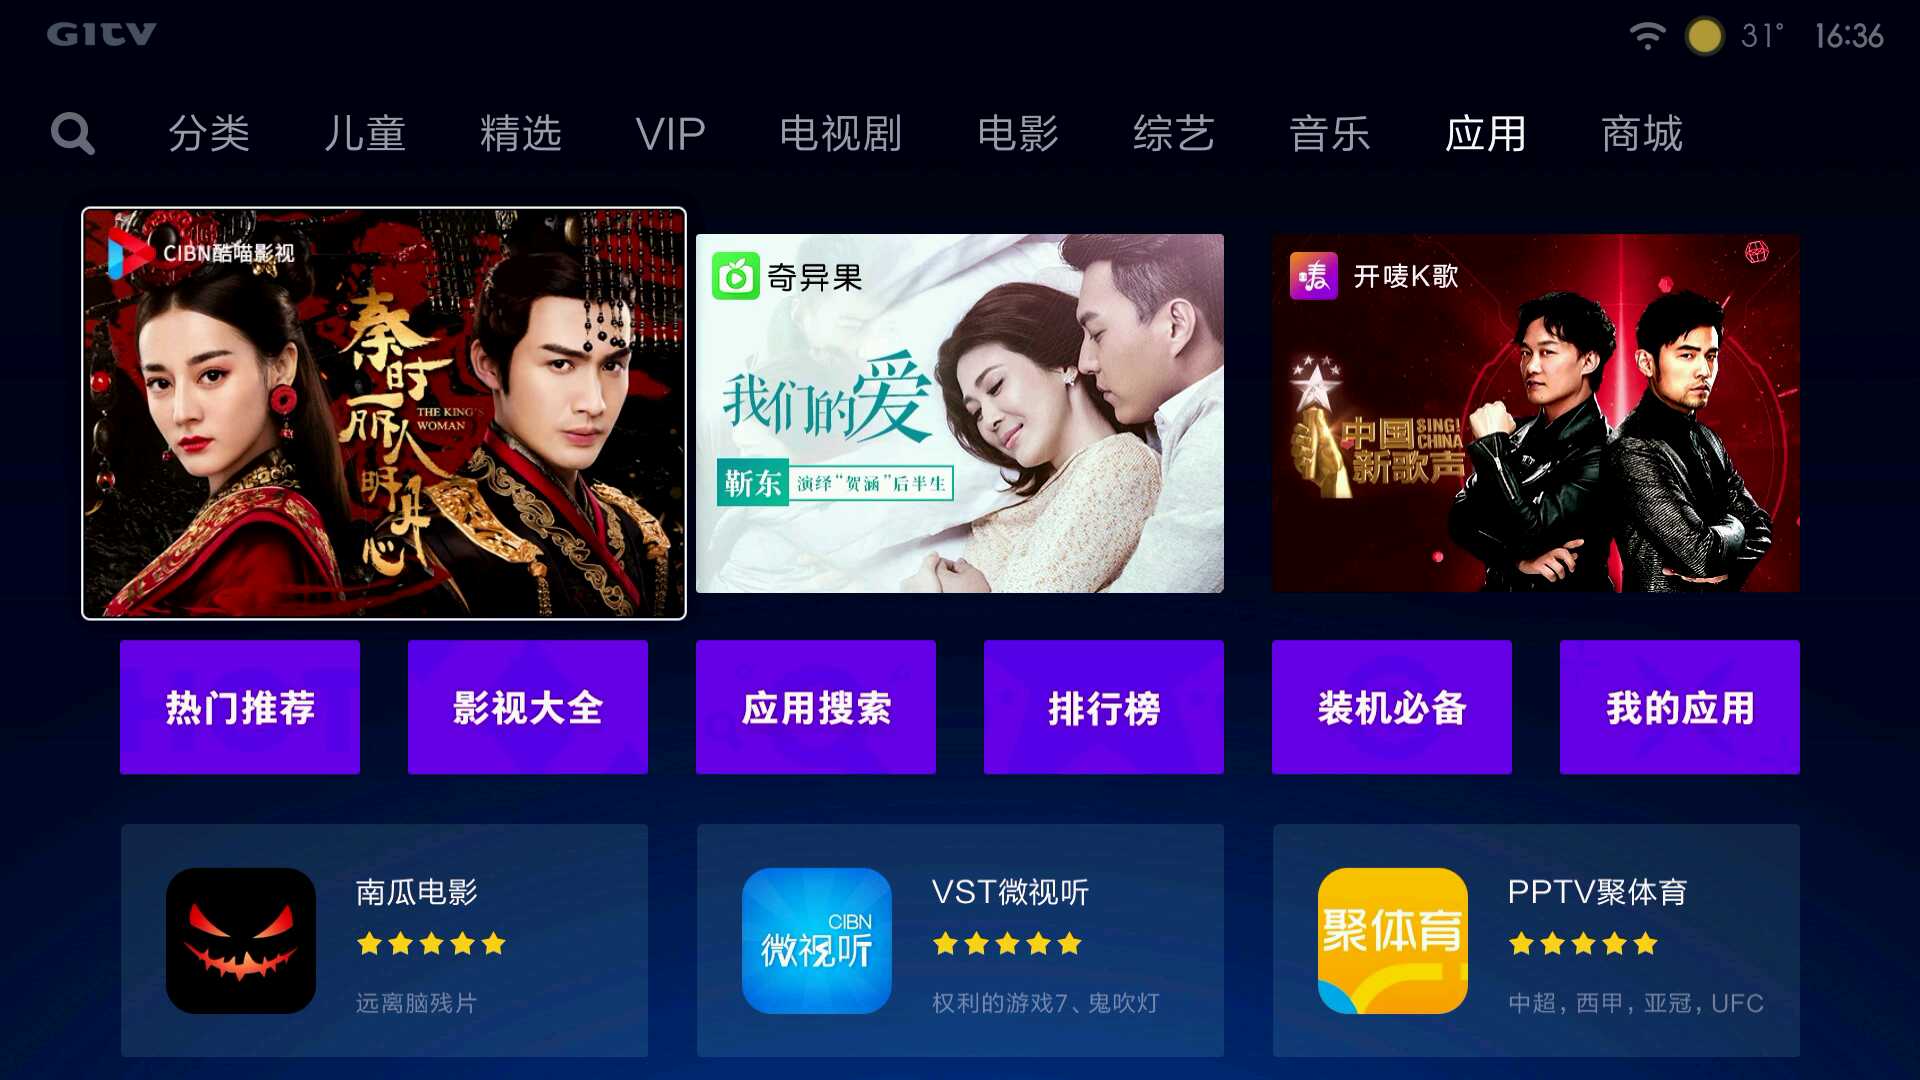 GITV
31° 16:36
分类 儿童 精选 VIP 电视剧 电影 综艺 音乐 应用 商城
CIBN酷喵影视
秦时丽人明月心
THE KING'S
WOMAN
奇异果
我们的爱
靳东 演绎“贺涵”后半生
唛 开唛K歌
中国新歌声
SING!
CHINA
热门推荐 影视大全 应用搜索 排行榜 装机必备 我的应用
南瓜电影
远离脑残片
CIBN
微视听
VST微视听
权利的游戏7、鬼吹灯
聚体育
PPTV聚体育
中超, 西甲, 亚冠, UFC